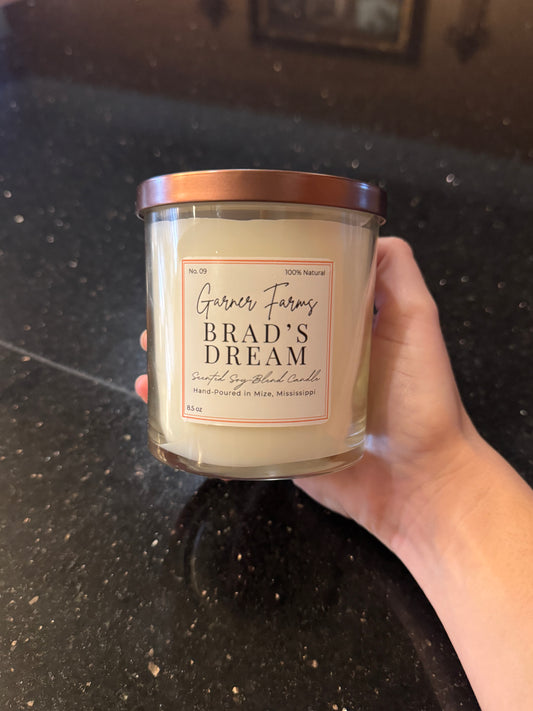 No. 09 100% Natural
Garner Farms
BRAD'S
DREAM
Scented Soy-Blend Candle
Hand-Poured in Mize, Mississippi
8.5 oz